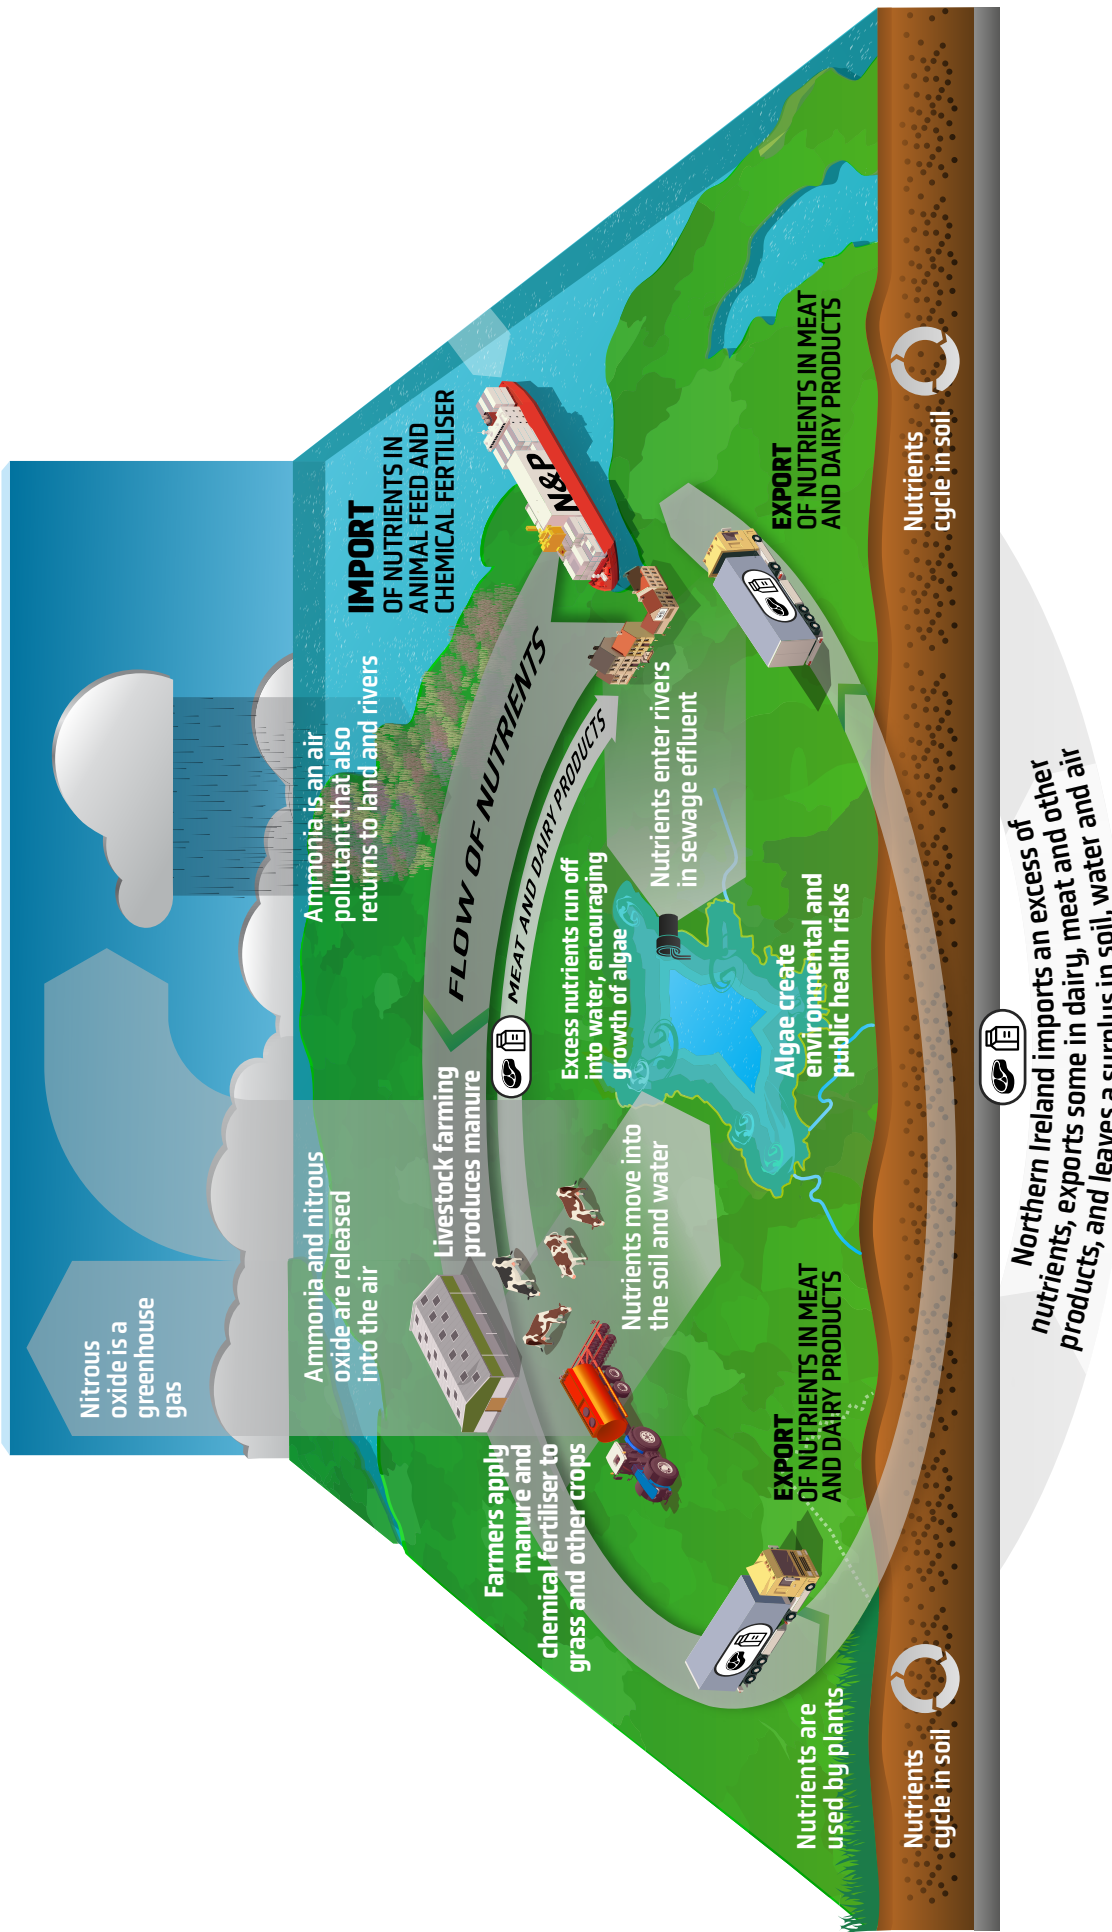 Nitrous
oxide is a
greenhouse
gas
Ammonia and nitrous
oxide are released
into the air
Ammonia is an air
pollutant that also
returns to land and rivers
IMPORT
OF NUTRIENTS IN
ANIMAL FEED AND
CHEMICAL FERTILISER
N&P
FLOW OF NUTRIENTS
MEAT AND DAIRY PRODUCTS
Livestock farming
produces manure
Farmers apply
manure and
chemical fertiliser to
grass and other crops
Excess nutrients run off
into water, encouraging
growth of algae
Nutrients move into
the soil and water
Nutrients enter rivers
in sewage effluent
Algae create
environmental and
public health risks
EXPORT
OF NUTRIENTS IN MEAT
AND DAIRY PRODUCTS
EXPORT
OF NUTRIENTS IN MEAT
AND DAIRY PRODUCTS
Nutrients are
used by plants
Nutrients
cycle in soil
Nutrients
cycle in soil
Northern Ireland imports an excess of
nutrients, exports some in dairy, meat and other
products, and leaves a surplus in soil, water and air